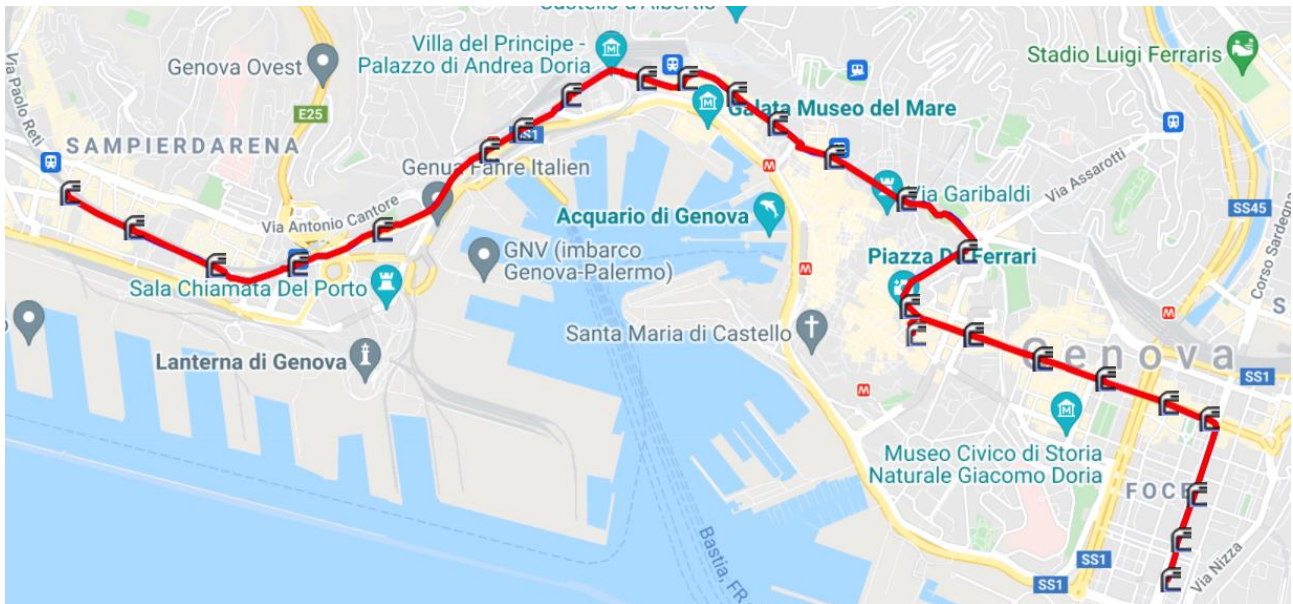 Castello d'Albertis
Via Paolo Reti
Genova Ovest
Villa del Principe -
Palazzo di Andrea Doria
Stadio Luigi Ferraris
E25
Galata Museo del Mare
SS1
SAMPIERDARENA
Genua Fähre Italien
M
Via Assarotti
Via Garibaldi
SS45
Via Antonio Cantore
Acquario di Genova
GNV (imbarco
Genova-Palermo)
M
Piazza De Ferrari
Corso Sardegna
Sala Chiamata Del Porto
M
S
Santa Maria di Castello
M
Genova
Lanterna di Genova
SS1
M
Museo Civico di Storia
Naturale Giacomo Doria
FOCE
Bastia, FR
Via Nizza
SS1
SS1